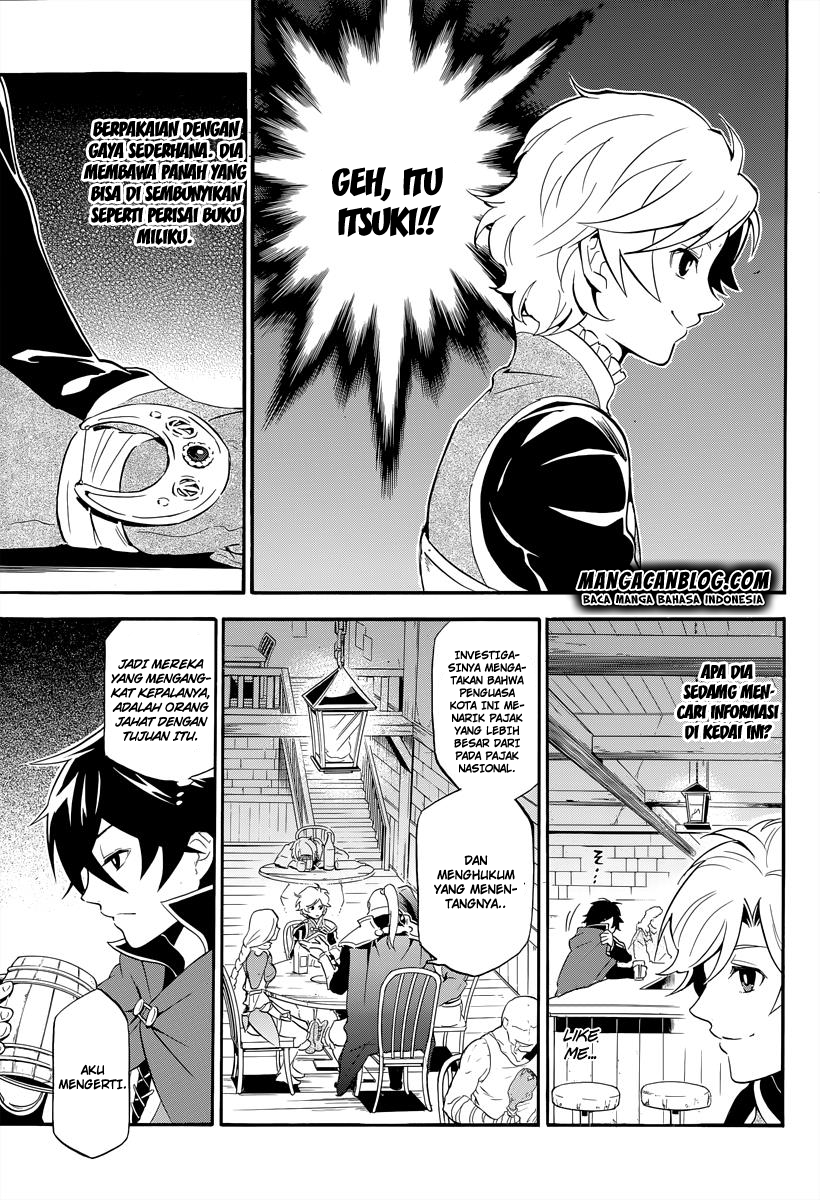 GEH, ITU
ITSUKI!!
BERPAKAIAN DENGAN
GAYA SEDERHANA. DIA
MEMBAWA PANAH YANG
BISA DI SEMBUNYIKAN
SEPERTI PERISAI BUKU
MILIKU.
MANGACANBLOG.COM
BACA MANGA BAHASA INDONESIA
APA DIA
SEDAMG MEN-
CARI INFORMASI
DI KEDAI INI?
LIKE
ME...
INVESTIGA-
SINYA MENGA-
TAKAN BAHWA
PENGUASA
KOTA INI ME-
NARIK PAJAK
YANG LEBIH
BESAR DARI
PADA PAJAK
NASIONAL.
DAN
MENGHUKUM
YANG MENEN-
TANGNYA..
JADI MEREKA
YANG MENGANG-
KAT KEPALANYA,
ADALAH ORANG
JAHAT DENGAN
TUJUAN ITU.
AKU
MENGERTI.